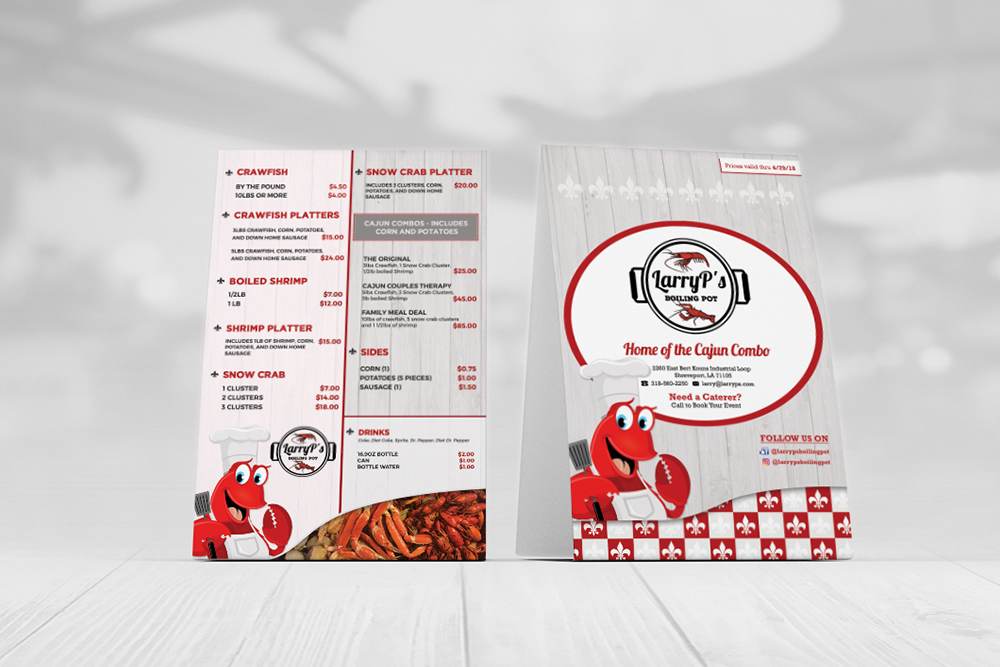 CRAWFISH
BY THE POUND $4.50
10LBS OR MORE $4.00
CRAWFISH PLATTERS
3LBS CRAWFISH, CORN, POTATOES,
AND DOWN HOME SAUSAGE $15.00
5LBS CRAWFISH, CORN, POTATOES,
AND DOWN HOME SAUSAGE $24.00
BOILED SHRIMP
1/2LB $7.00
1 LB $12.00
SHRIMP PLATTER
INCLUDES 1LB OF SHRIMP, CORN, $15.00
POTATOES, AND DOWN HOME
SAUSAGE
SNOW CRAB
1 CLUSTER $7.00
2 CLUSTERS $14.00
3 CLUSTERS $18.00
LarryP's
BOILING POT
SNOW CRAB PLATTER
INCLUDES 3 CLUSTERS, CORN, $20.00
POTATOES, AND DOWN HOME
SAUSAGE
CAJUN COMBOS - INCLUDES
CORN AND POTATOES
THE ORIGINAL
3lbs Crawfish, 1 Snow Crab Cluster,
1/2lb boiled Shrimp $25.00
CAJUN COUPLES THERAPY
5lbs Crawfish, 3 Snow Crab Clusters,
1lb boiled Shrimp $45.00
FAMILY MEAL DEAL
10lbs of crawfish, 5 snow crab clusters
and 1 1/2lbs of shrimp $85.00
SIDES
CORN (1) $0.75
POTATOES (5 PIECES) $1.00
SAUSAGE (1) $1.50
DRINKS
Coke, Diet Coke, Sprite, Dr. Pepper, Diet Dr. Pepper
16.9OZ BOTTLE $2.00
CAN $1.00
BOTTLE WATER $1.00
Prices valid thru 6/29/18
LarryP's
BOILING POT
Home of the Cajun Combo
2260 East Bert Kouns Industrial Loop
Shreveport, LA 71105
318-560-2250 larry@larryps.com
Need a Caterer?
Call to Book Your Event
FOLLOW US ON
@larrypsboilingpot
@larrypsboilingpot